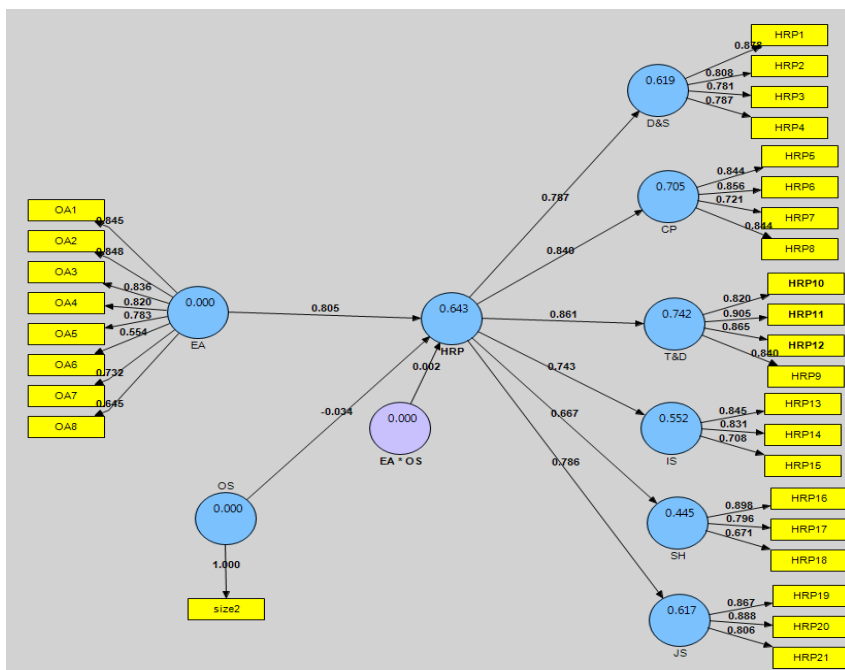 OA1
OA2
OA3
OA4
OA5
OA6
OA7
OA8
0.845
0.848
0.836
0.820
0.783
0.554
0.732
0.645
0.000
EA
0.805
OS
0.000
1.000
size2
-0.034
0.000
EA * OS
0.002
0.643
HRP
0.787
0.840
0.861
0.743
0.667
0.786
0.619
D&S
0.878
0.808
0.781
0.787
HRP1
HRP2
HRP3
HRP4
0.705
CP
0.844
0.856
0.721
0.844
HRP5
HRP6
HRP7
HRP8
0.742
T&D
0.820
0.905
0.865
0.840
HRP10
HRP11
HRP12
HRP9
0.552
IS
0.845
0.831
0.708
HRP13
HRP14
HRP15
0.445
SH
0.898
0.796
0.671
HRP16
HRP17
HRP18
0.617
JS
0.867
0.888
0.806
HRP19
HRP20
HRP21